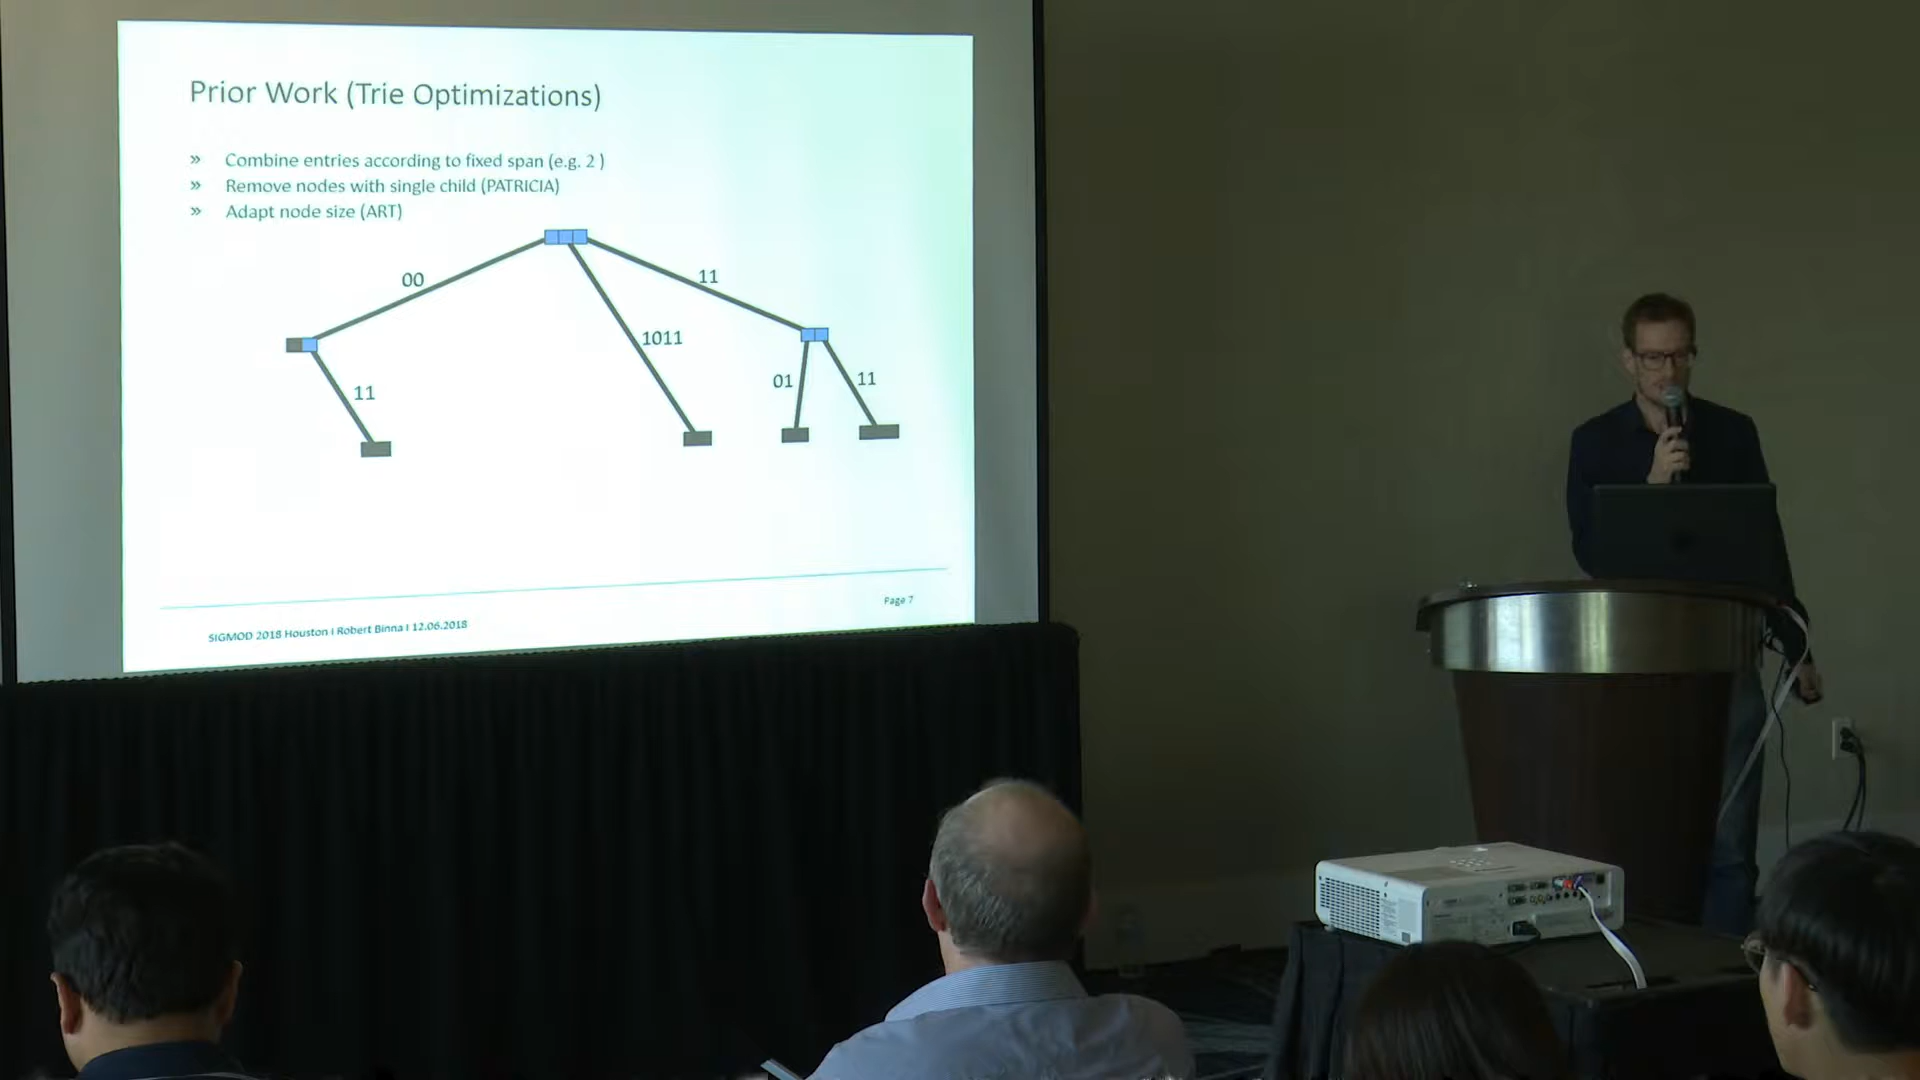 Prior Work (Trie Optimizations)
» Combine entries according to fixed span (e.g. 2 )
» Remove nodes with single child (PATRICIA)
» Adapt node size (ART)
00
11
1011
11
01
11
Page 7
SIGMOD 2018 Houston I Robert Binna I 12.06.2018